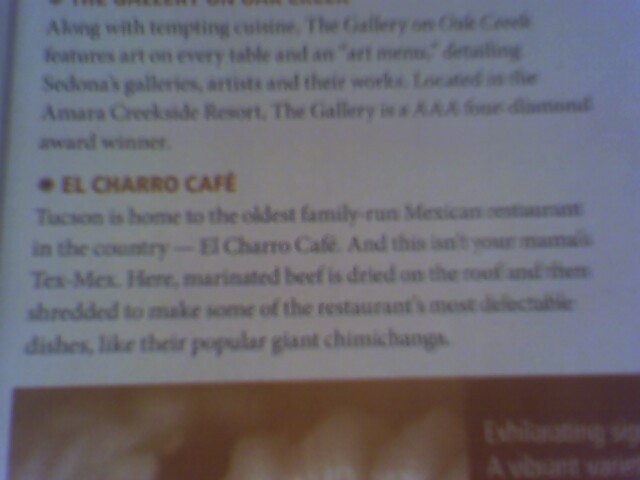 THE GALLERY ON OAK CREEK
Along with tempting cuisine, The Gallery on Oak Creek
features art on every table and an "art menu," detailing
Sedona's galleries, artists and their works. Located in the
Amara Creekside Resort, The Gallery is a AAA four-diamond
award winner.
EL CHARRO CAFÉ
Tucson is home to the oldest family-run Mexican restaurant
in the country — El Charro Café. And this isn't your mama's
Tex-Mex. Here, marinated beef is dried on the roof and then
shredded to make some of the restaurant's most delectable
dishes, like their popular giant chimichanga.
Exhilarating
A vibrant